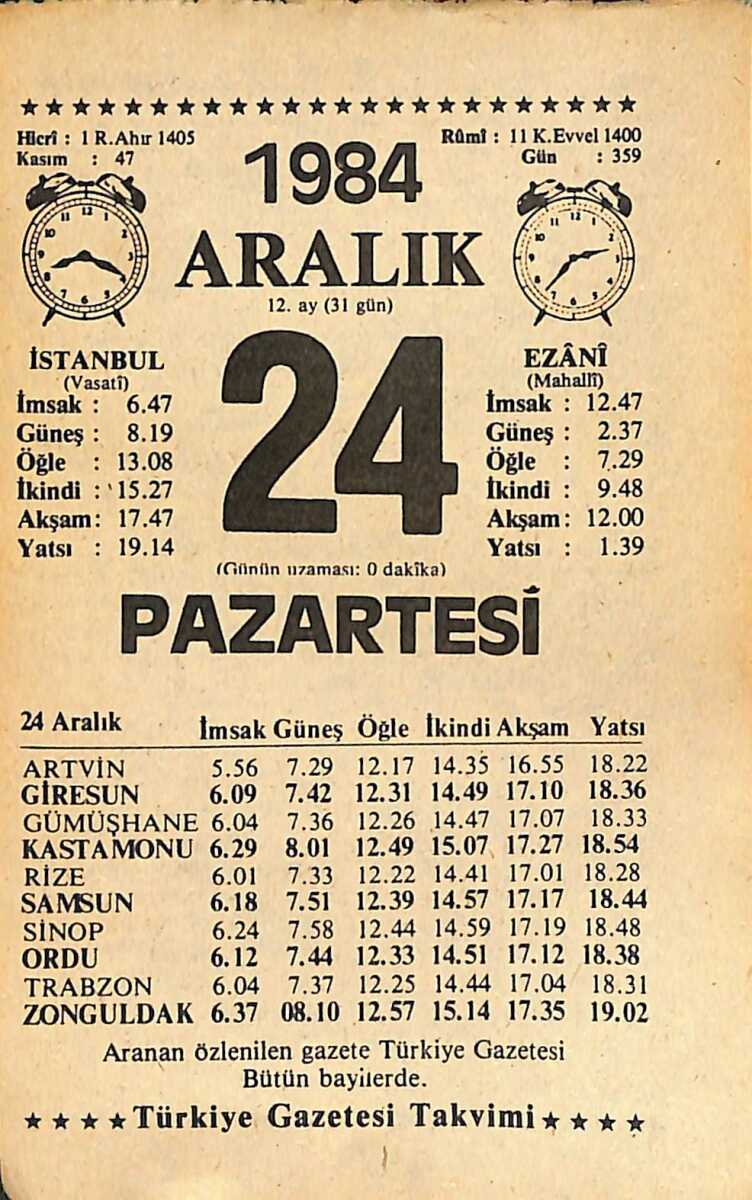 Hicrî : 1 R.Ahır 1405
Kasım : 47
Rûmî : 11 K.Evvel 1400
Gün : 359
1984
ARALIK
12. ay (31 gün)
24
İSTANBUL
(Vasatî)
İmsak : 6.47
Güneş : 8.19
Öğle : 13.08
İkindi : 15.27
Akşam : 17.47
Yatsı : 19.14
EZÂNÎ
(Mahallî)
İmsak : 12.47
Güneş : 2.37
Öğle : 7.29
İkindi : 9.48
Akşam : 12.00
Yatsı : 1.39
(Günün uzaması: 0 dakîka)
PAZARTESİ
24 Aralık İmsak Güneş Öğle İkindi Akşam Yatsı
ARTVİN 5.56 7.29 12.17 14.35 16.55 18.22
GİRESUN 6.09 7.42 12.31 14.49 17.10 18.36
GÜMÜŞHANE 6.04 7.36 12.26 14.47 17.07 18.33
KASTAMONU 6.29 8.01 12.49 15.07 17.27 18.54
RİZE 6.01 7.33 12.22 14.41 17.01 18.28
SAMSUN 6.18 7.51 12.39 14.57 17.17 18.44
SİNOP 6.24 7.58 12.44 14.59 17.19 18.48
ORDU 6.12 7.44 12.33 14.51 17.12 18.38
TRABZON 6.04 7.37 12.25 14.44 17.04 18.31
ZONGULDAK 6.37 08.10 12.57 15.14 17.35 19.02
Aranan özlenilen gazete Türkiye Gazetesi
Bütün bayilerde.
Türkiye Gazetesi Takvimi